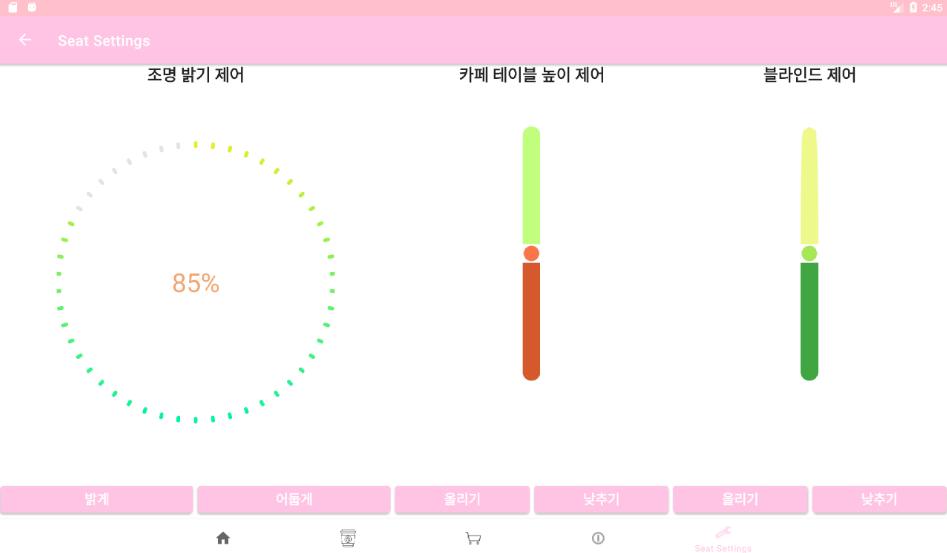 2:45
Seat Settings
조명 밝기 제어
카페 테이블 높이 제어
블라인드 제어
85%
밝게
어둡게
올리기
낮추기
올리기
낮추기
Seat Settings